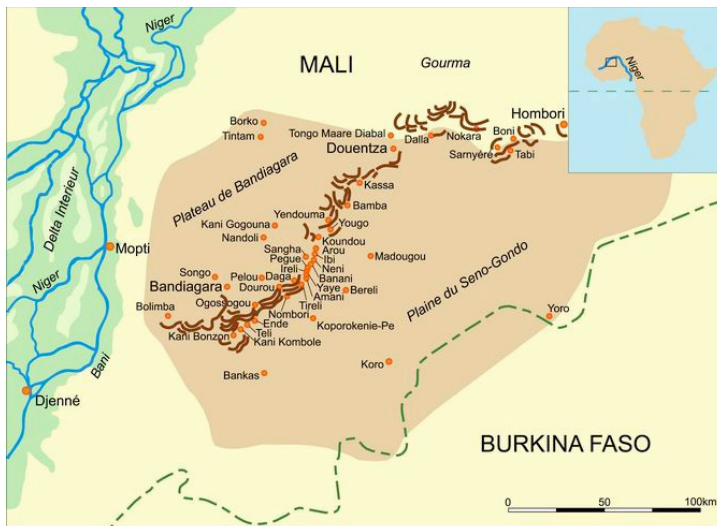 Niger
MALI
Gourma
Niger
Hombori
Borko
Tintam
Tongo Maare Diabal
Douentza
Dalla
Nokara
Boni
Sarnyéré
Tabi
Plateau de Bandiagara
Kassa
Bamba
Yendouma
Yougo
Delta Interieur
Kani Gogouna
Nandoli
Koundou
Mopti
Sangha
Arou
Pegue
Ibi
Madougou
Niger
Songo
Pelou
Daga
Ireli
Neni
Banani
Bandiagara
Dourou
Yaye
Bereli
Plaine du Seno-Gondo
Bolimba
Ogossogou
Amani
Tireli
Nombori
Koporokenie-Pe
Yoro
Ende
Teli
Kani Bonzon
Kani Kombole
Bani
Bankas
Koro
Djenné
BURKINA FASO
0 50 100km